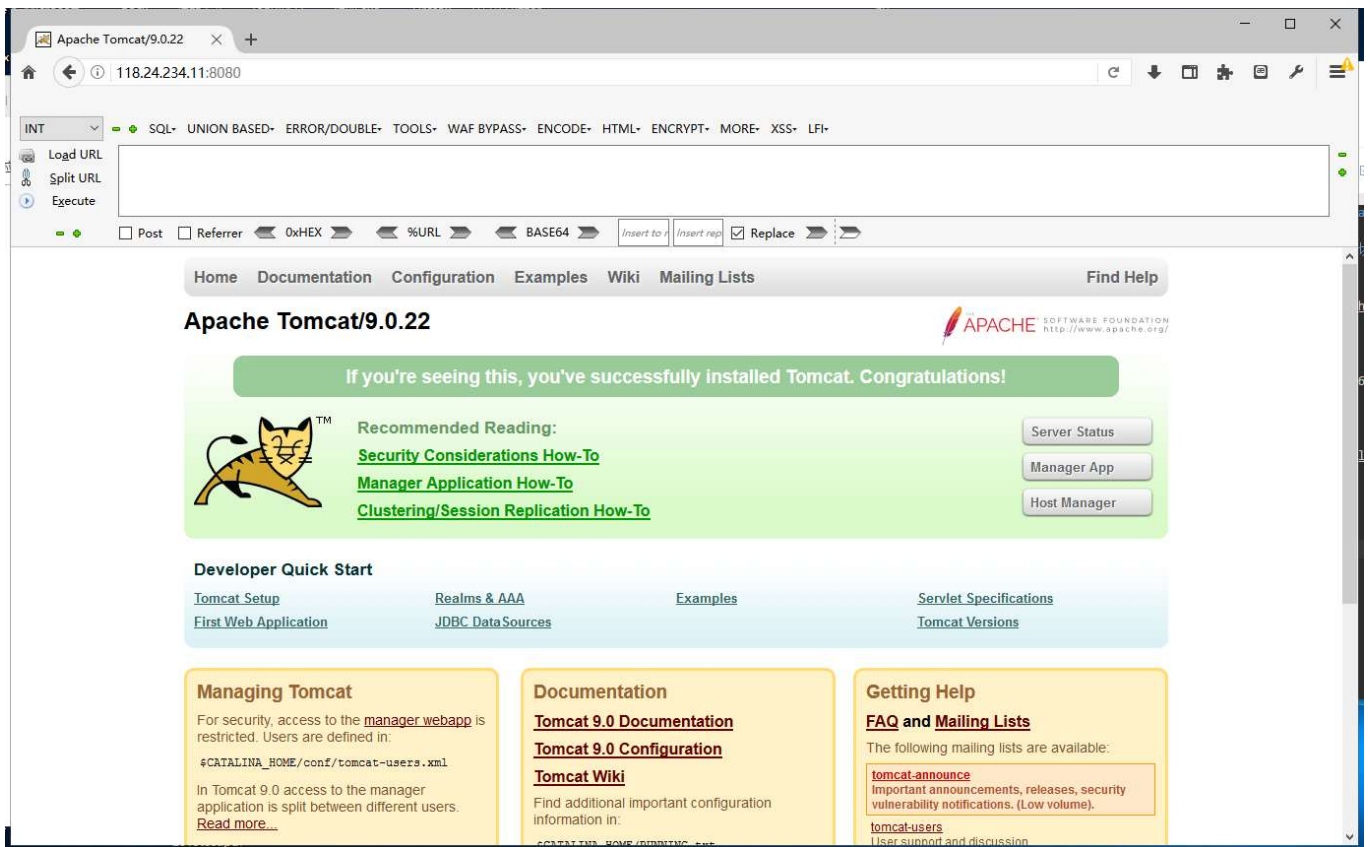 Apache Tomcat/9.0.22
118.24.234.11:8080
INT SQL- UNION BASED- ERROR/DOUBLE- TOOLS- WAF BYPASS- ENCODE- HTML- ENCRYPT- MORE- XSS- LFI-
Load URL
Split URL
Execute
Post Referrer 0xHEX %URL BASE64 Insert to r Insert rep Replace
Home Documentation Configuration Examples Wiki Mailing Lists Find Help
Apache Tomcat/9.0.22
APACHE SOFTWARE FOUNDATION
http://www.apache.org/
If you're seeing this, you've successfully installed Tomcat. Congratulations!
TM
Recommended Reading:
Security Considerations How-To
Manager Application How-To
Clustering/Session Replication How-To
Server Status
Manager App
Host Manager
Developer Quick Start
Tomcat Setup Realms & AAA Examples Servlet Specifications
First Web Application JDBC DataSources Tomcat Versions
Managing Tomcat
For security, access to the manager webapp is
restricted. Users are defined in:
$CATALINA_HOME/conf/tomcat-users.xml
In Tomcat 9.0 access to the manager
application is split between different users.
Read more...
Documentation
Tomcat 9.0 Documentation
Tomcat 9.0 Configuration
Tomcat Wiki
Find additional important configuration
information in:
$CATALINA_HOME/RUNNING.txt
Getting Help
FAQ and Mailing Lists
The following mailing lists are available:
tomcat-announce
Important announcements, releases, security
vulnerability notifications. (Low volume).
tomcat-users
User support and discussion